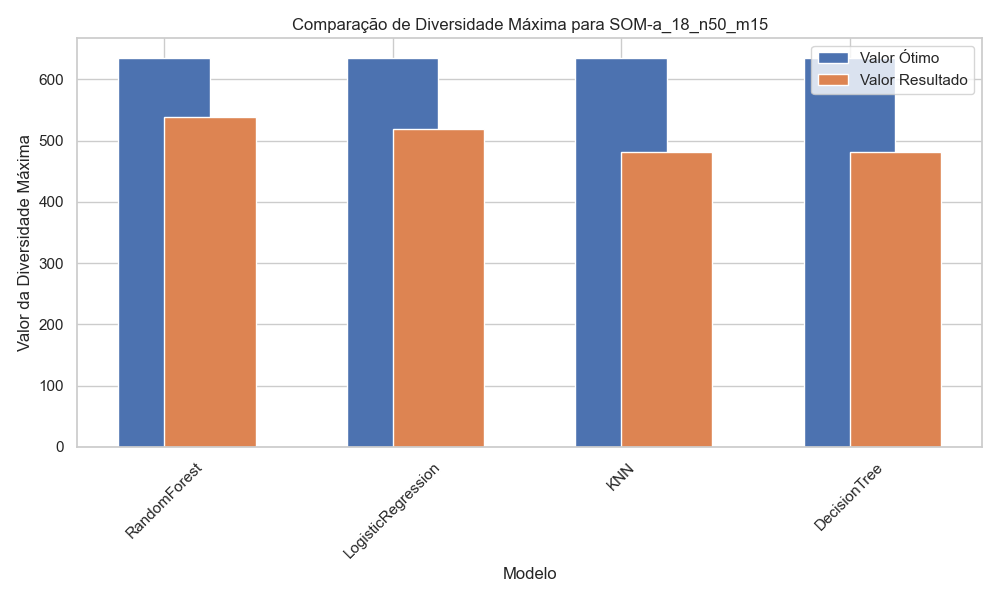 Comparação de Diversidade Máxima para SOM-a_18_n50_m15
Valor Ótimo
Valor Resultado
Valor da Diversidade Máxima
600
500
400
300
200
100
0
RandomForest
LogisticRegression
KNN
DecisionTree
Modelo